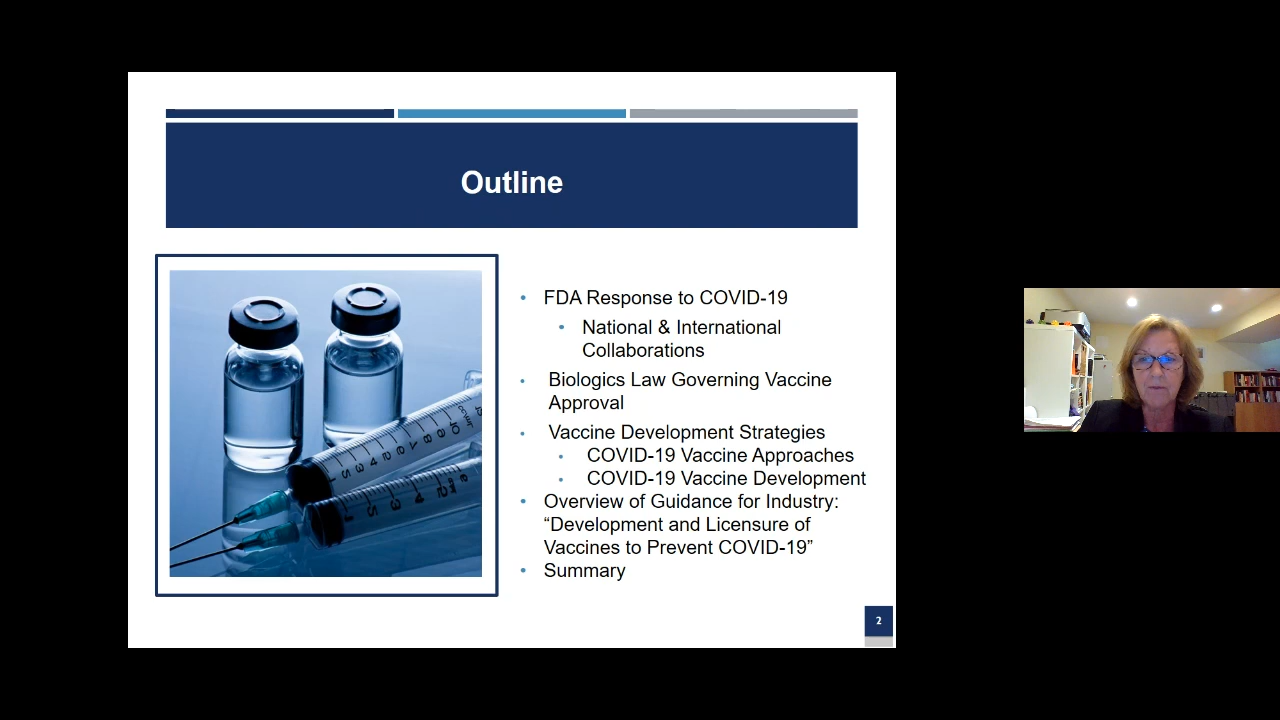 Outline
• FDA Response to COVID-19
• National & International
Collaborations
• Biologics Law Governing Vaccine
Approval
• Vaccine Development Strategies
• COVID-19 Vaccine Approaches
• COVID-19 Vaccine Development
• Overview of Guidance for Industry:
“Development and Licensure of
Vaccines to Prevent COVID-19”
• Summary
2